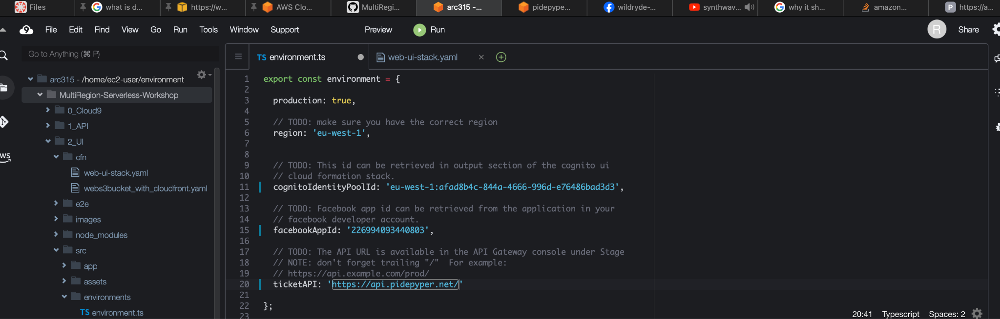 Files
what is d...
https://w...
AWS Clo...
MultiRegi...
arc315 -...
pidepype...
wildryde-...
synthwav...
why it sh...
amazon...
P https://a...
9 File Edit Find View Go Run Tools Window Support Preview Run R Share
Go to Anything (⌘ P)
TS environment.ts
web-ui-stack.yaml ×
arc315 - /home/ec2-user/environment
MultiRegion-Serverless-Workshop
0_Cloud9
1_API
2_UI
cfn
web-ui-stack.yaml
webs3bucket_with_cloudfront.yaml
e2e
images
node_modules
src
app
assets
environments
TS environment.ts
1 export const environment = {
2
3 production: true,
4
5 // TODO: make sure you have the correct region
6 region: 'eu-west-1',
7
8
9 // TODO: This id can be retrieved in output section of the cognito ui
10 // cloud formation stack.
11 cognitoIdentityPoolId: 'eu-west-1:afad8b4c-844a-4666-996d-e76486bad3d3',
12
13 // TODO: Facebook app id can be retrieved from the application in your
14 // facebook developer account.
15 facebookAppId: '226994093440803',
16
17 // TODO: The API URL is available in the API Gateway console under Stage
18 // NOTE: don't forget trailing "/"  For example:
19 // https://api.example.com/prod/
20 ticketAPI: 'https://api.pidepyper.net/'
21
22 };
23
20:41 Typescript Spaces: 2